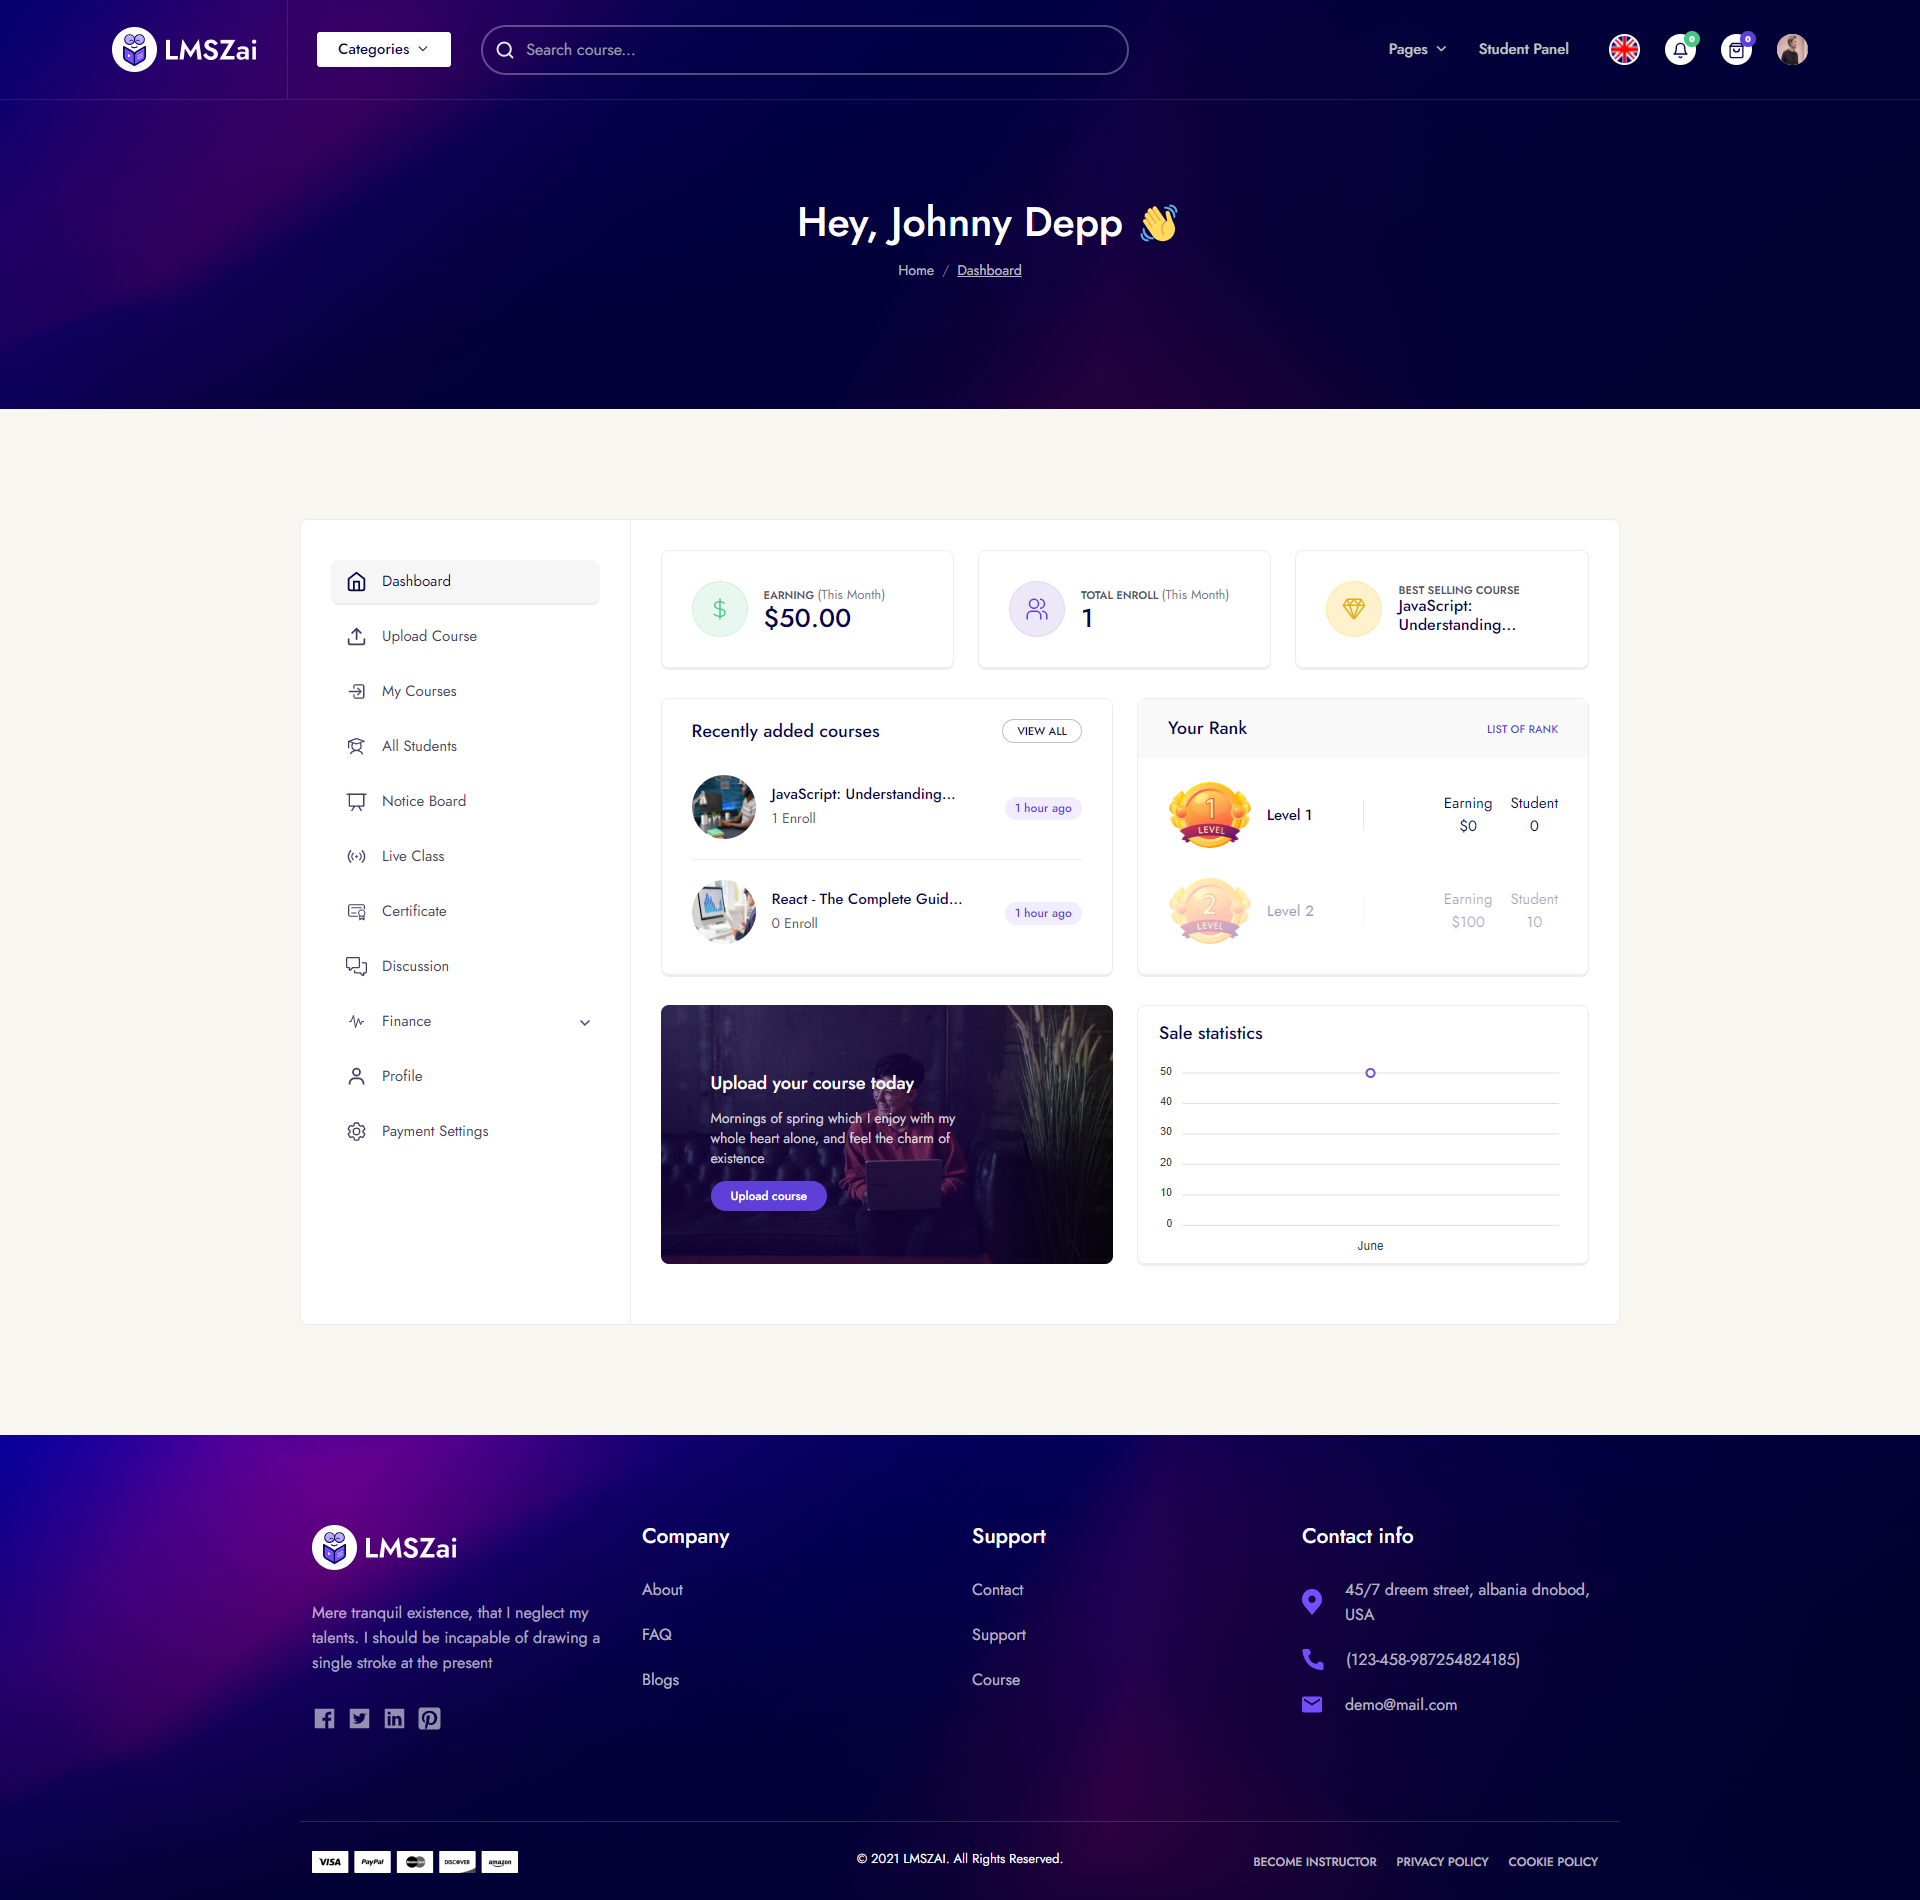 LMSZai
Categories
Search course...
Pages
Student Panel
0
0
Hey, Johnny Depp 👋
Home / Dashboard
Dashboard
Upload Course
My Courses
All Students
Notice Board
Live Class
Certificate
Discussion
Finance
Profile
Payment Settings
$
EARNING (This Month)
$50.00
TOTAL ENROLL (This Month)
1
BEST SELLING COURSE
JavaScript:
Understanding...
Recently added courses
VIEW ALL
JavaScript: Understanding...
1 Enroll
1 hour ago
React - The Complete Guid...
0 Enroll
1 hour ago
Your Rank
LIST OF RANK
1
LEVEL
Level 1
Earning Student
$0 0
2
LEVEL
Level 2
Earning Student
$100 10
Upload your course today
Mornings of spring which I enjoy with my
whole heart alone, and feel the charm of
existence
Upload course
Sale statistics
50
40
30
20
10
0
June
LMSZai
Mere tranquil existence, that I neglect my
talents. I should be incapable of drawing a
single stroke at the present
Company
About
FAQ
Blogs
Support
Contact
Support
Course
Contact info
45/7 dreem street, albania dnobod,
USA
(123-458-987254824185)
demo@mail.com
VISA
PayPal
DISCOVER
amazon
© 2021 LMSZAI. All Rights Reserved.
BECOME INSTRUCTOR
PRIVACY POLICY
COOKIE POLICY